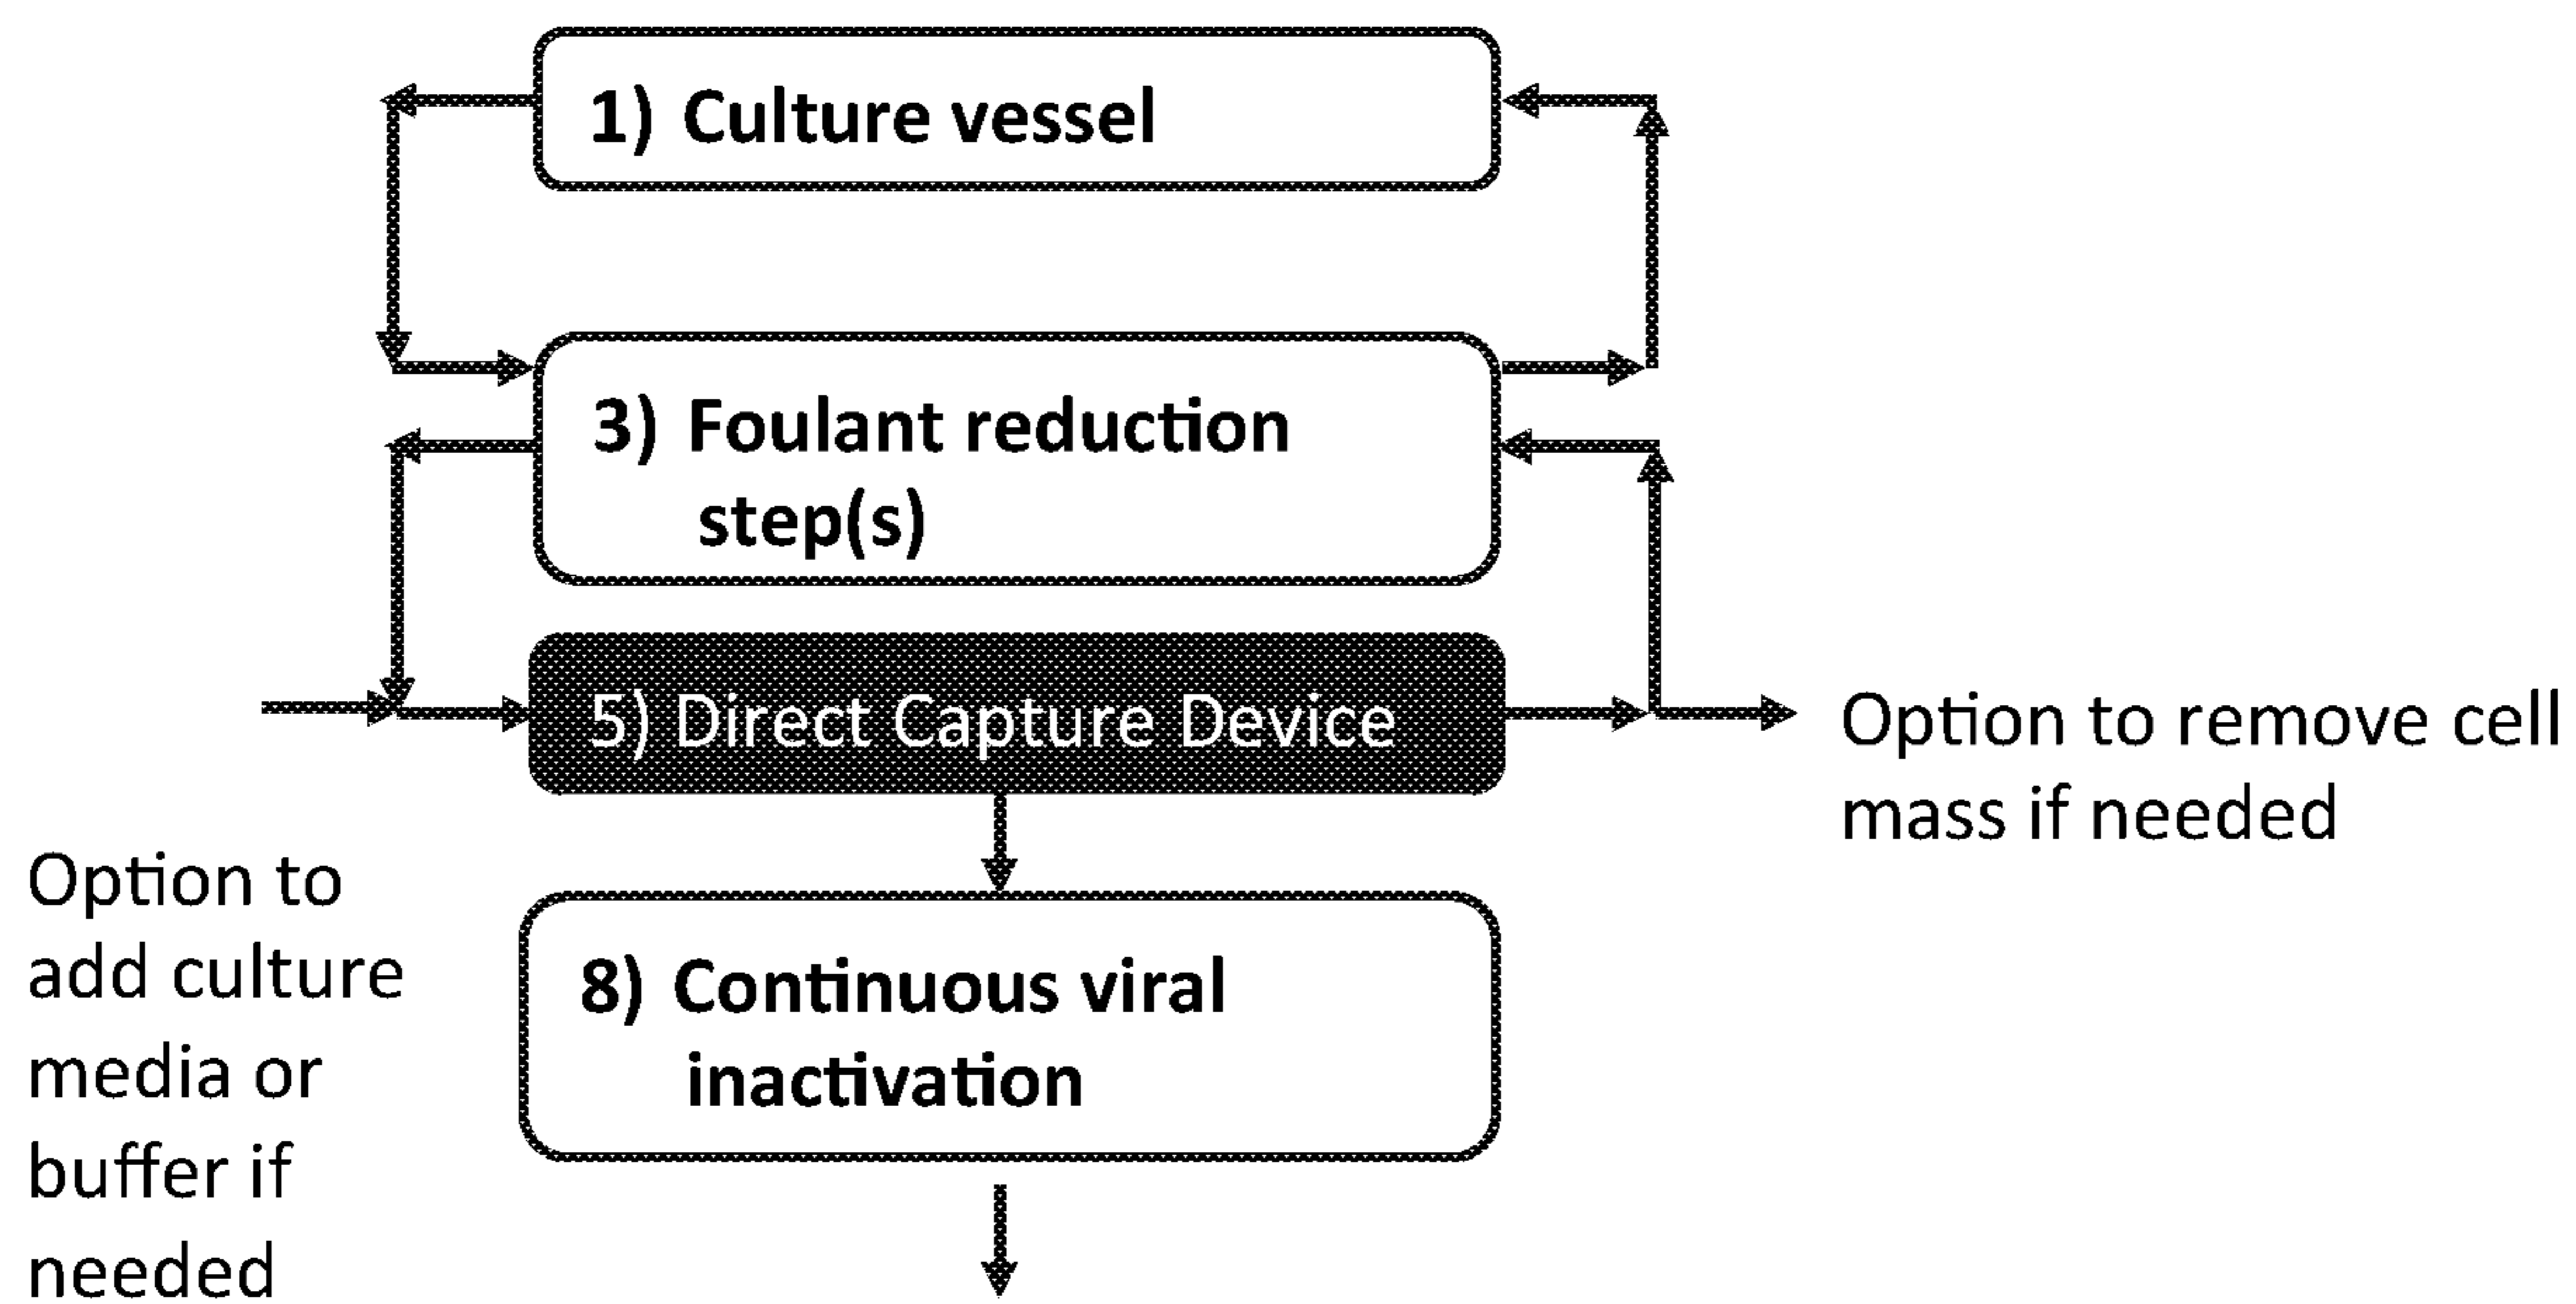 1) Culture vessel
3) Foulant reduction
step(s)
5) Direct Capture Device
Option to remove cell
mass if needed
Option to
add culture
media or
buffer if
needed
8) Continuous viral
inactivation